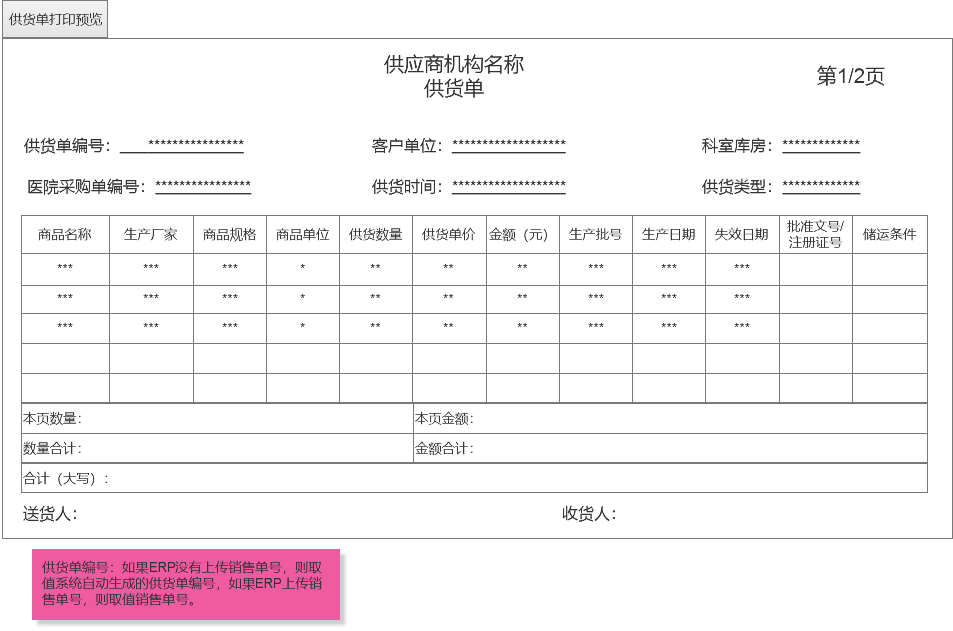 供货单打印预览
供应商机构名称
供货单
第1/2页
供货单编号：___**************** 客户单位：******************* 科室库房：*************
医院采购单编号：**************** 供货时间：******************* 供货类型：*************
商品名称 生产厂家 商品规格 商品单位 供货数量 供货单价 金额（元） 生产批号 生产日期 失效日期 批准文号/ 储运条件
注册证号
*** *** *** * ** ** ** *** *** ***
*** *** *** * ** ** ** *** *** ***
*** *** *** * ** ** ** *** *** ***
本页数量： 本页金额：
数量合计： 金额合计：
合计（大写）：
送货人： 收货人：
供货单编号：如果ERP没有上传销售单号，则取
值系统自动生成的供货单编号，如果ERP上传销
售单号，则取值销售单号。